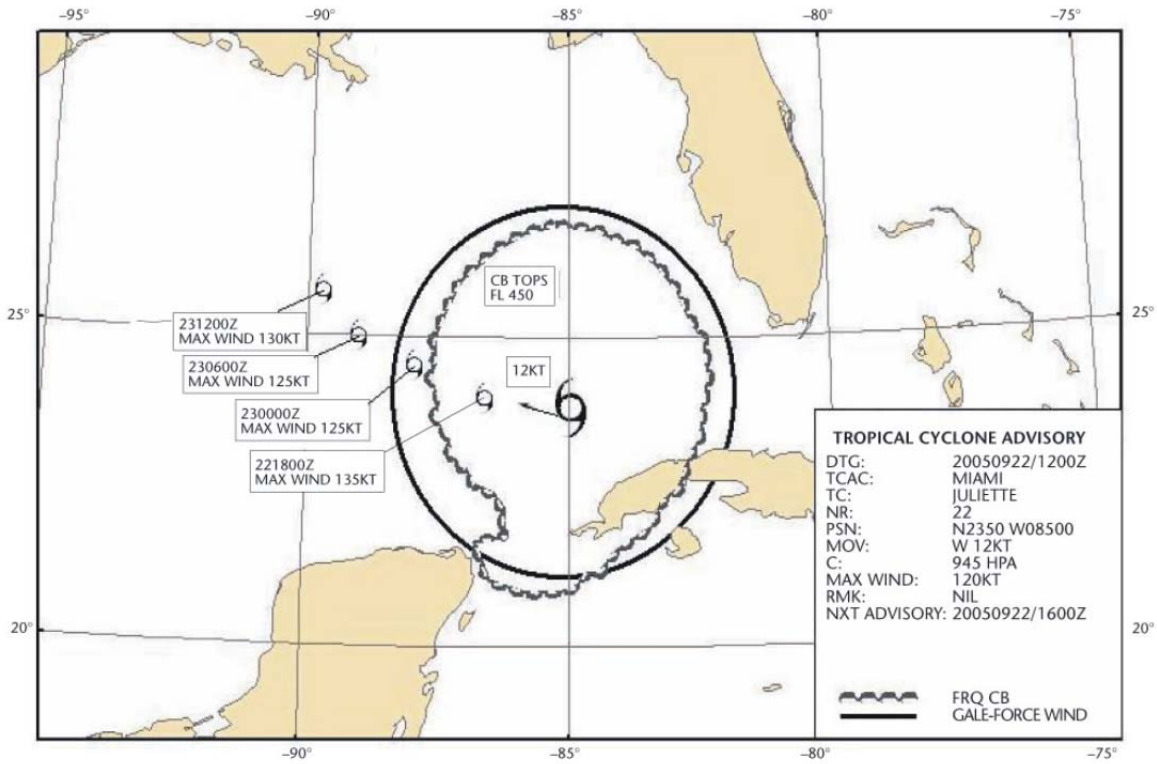 −95° −90° −85° −80° −75°
CB TOPS
FL 450
25° 25°
231200Z
MAX WIND 130KT
230600Z
MAX WIND 125KT
12KT
230000Z
MAX WIND 125KT
221800Z
MAX WIND 135KT
TROPICAL CYCLONE ADVISORY
DTG: 20050922/1200Z
TCAC: MIAMI
TC: JULIETTE
NR: 22
PSN: N2350 W08500
MOV: W 12KT
C: 945 HPA
MAX WIND: 120KT
RMK: NIL
NXT ADVISORY: 20050922/1600Z
20° 20°
FRQ CB
GALE-FORCE WIND
−90° −85° −80° −75°